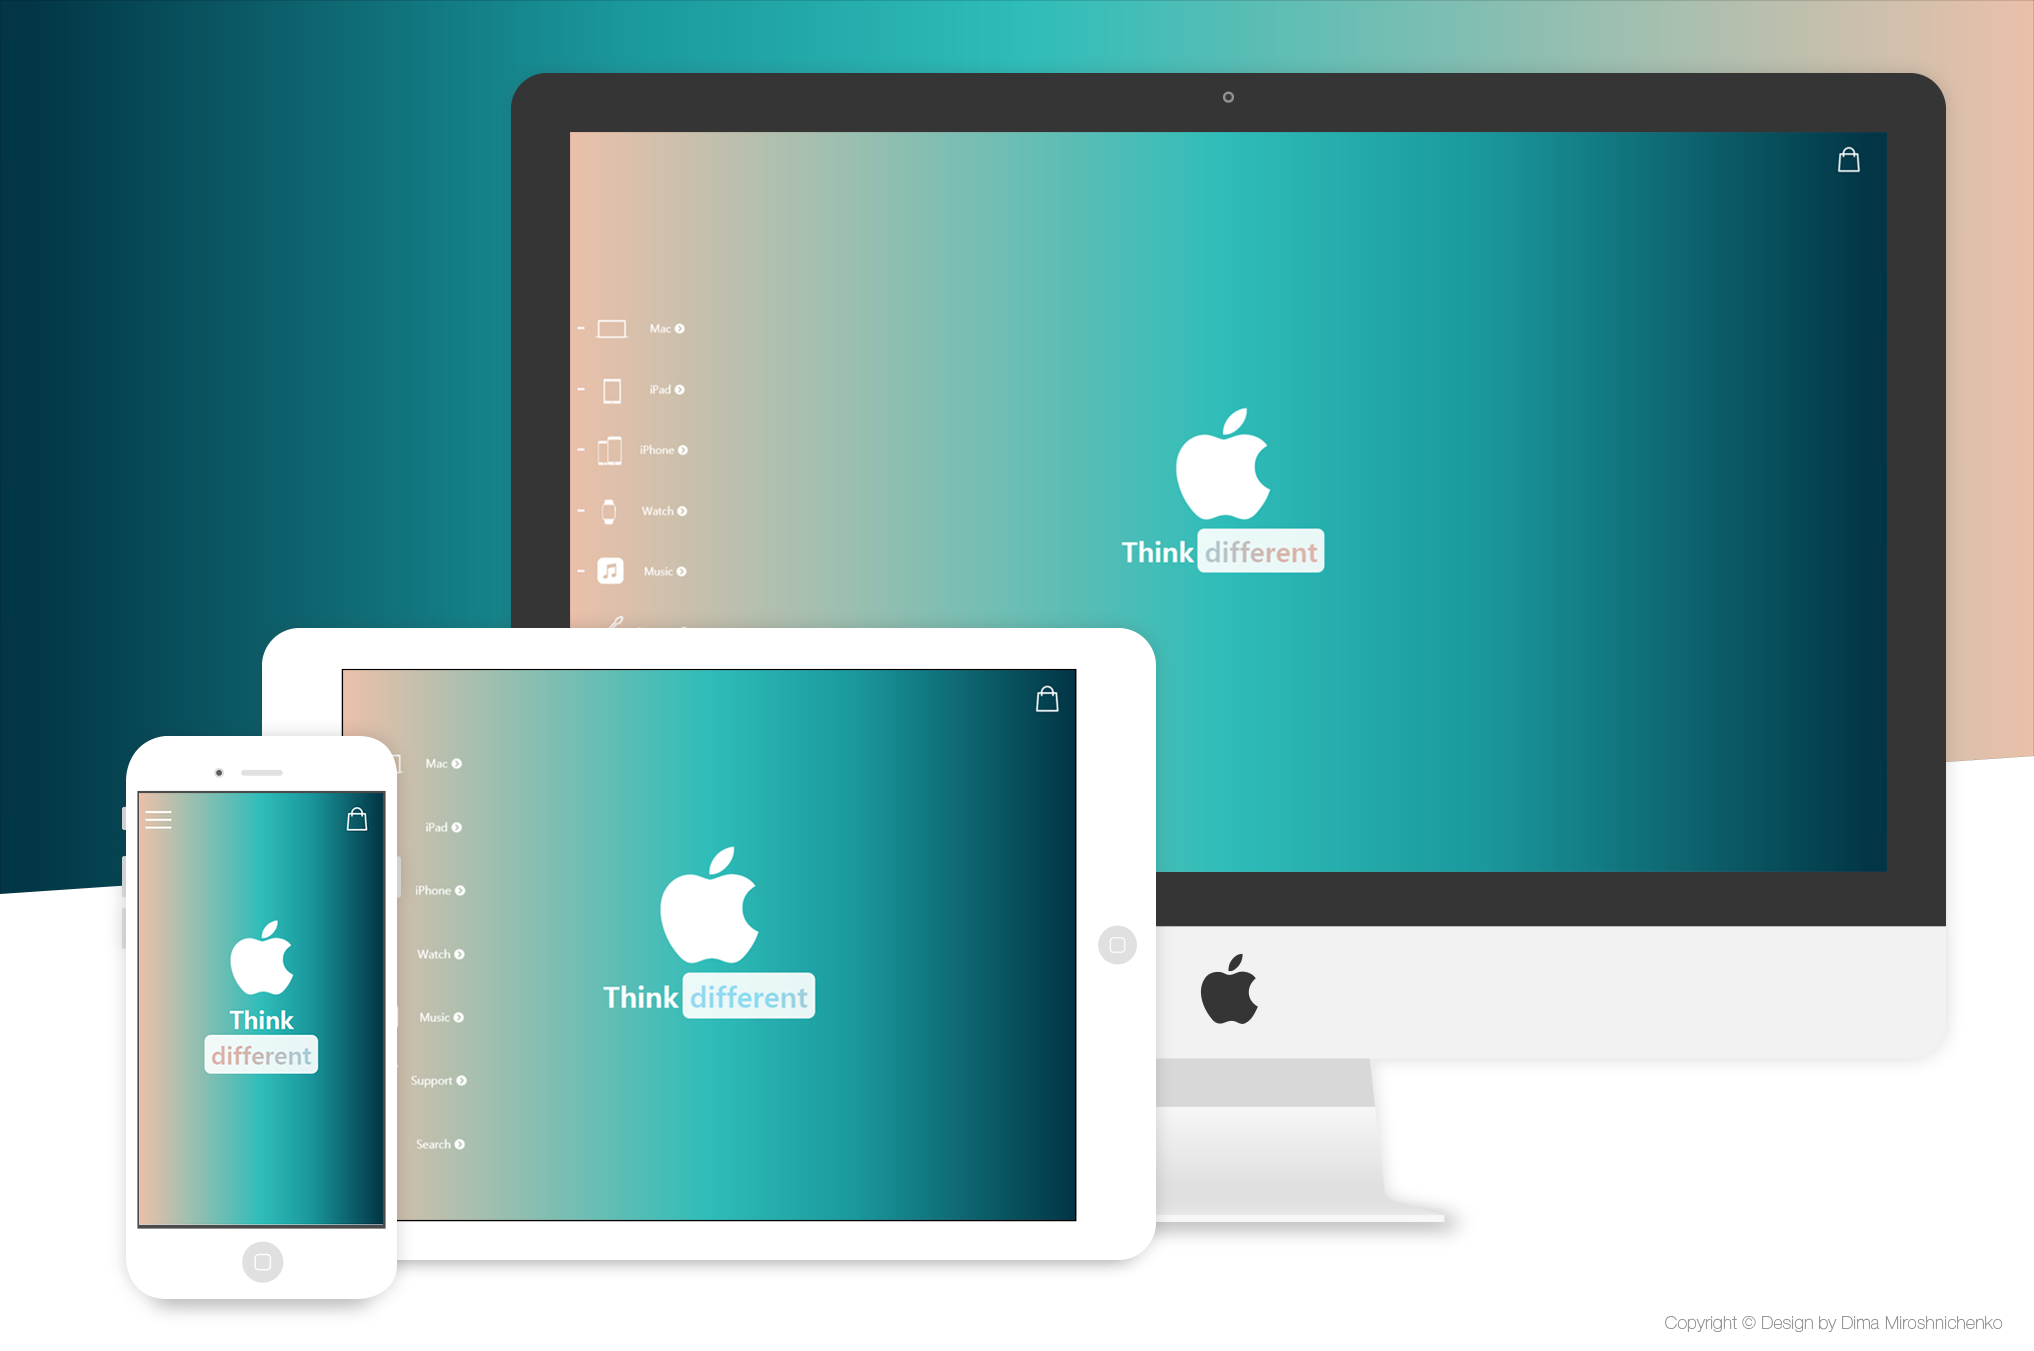 Mac
iPad
iPhone
Watch
Music
Think different
Mac
iPad
iPhone
Watch
Music
Support
Search
Think different
Think
different
Copyright © Design by Dima Miroshnichenko